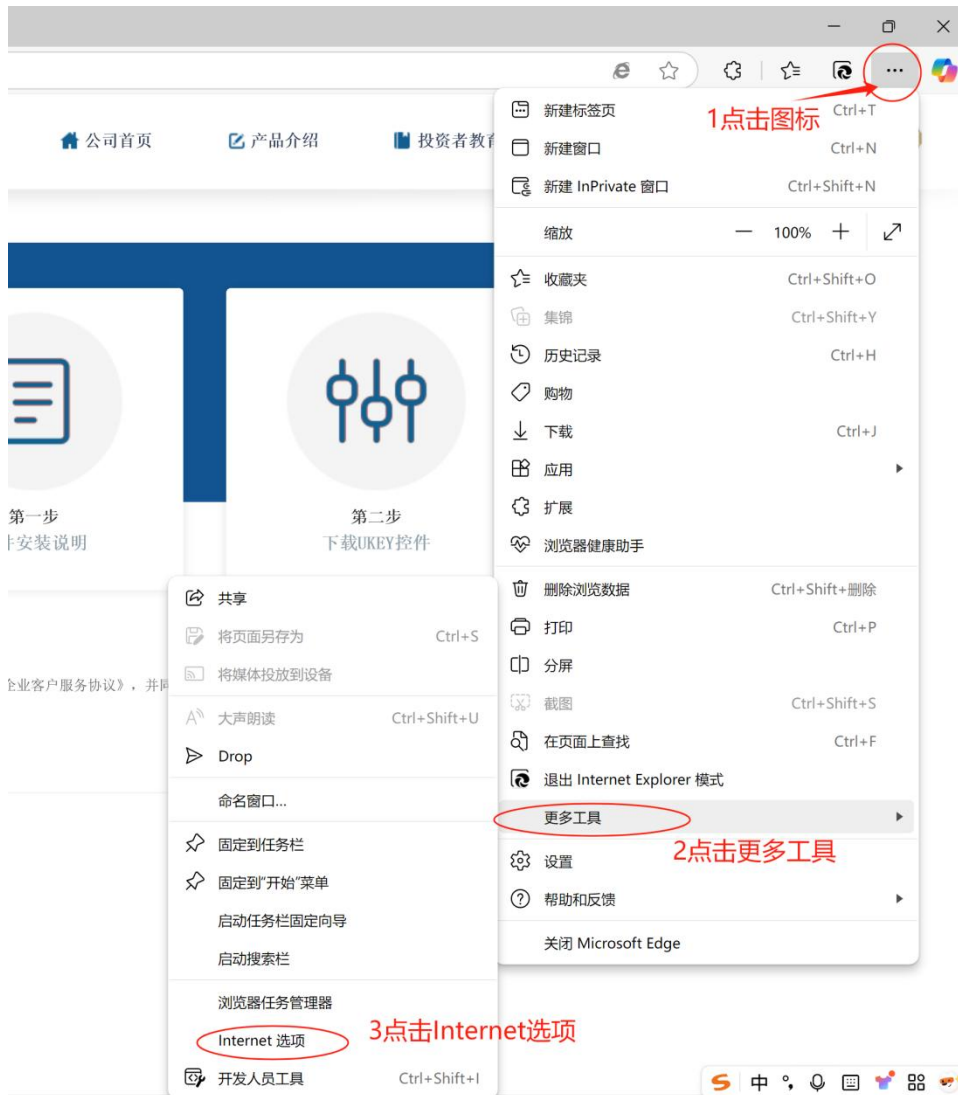 1点击图标
公司首页
产品介绍
投资者教育
新建标签页 Ctrl+T
新建窗口 Ctrl+N
新建 InPrivate 窗口 Ctrl+Shift+N
缩放 — 100% +
收藏夹 Ctrl+Shift+O
集锦 Ctrl+Shift+Y
历史记录 Ctrl+H
购物
下载 Ctrl+J
应用
扩展
浏览器健康助手
删除浏览数据 Ctrl+Shift+删除
打印 Ctrl+P
分屏
截图 Ctrl+Shift+S
在页面上查找 Ctrl+F
退出 Internet Explorer 模式
更多工具
2点击更多工具
设置
帮助和反馈
关闭 Microsoft Edge
第一步
安装说明
第二步
下载UKEY控件
企业客户服务协议》，并同
共享
将页面另存为 Ctrl+S
将媒体投放到设备
大声朗读 Ctrl+Shift+U
Drop
命名窗口...
固定到任务栏
固定到"开始"菜单
启动任务栏固定向导
启动搜索栏
浏览器任务管理器
Internet 选项
3点击Internet选项
开发人员工具 Ctrl+Shift+I
中